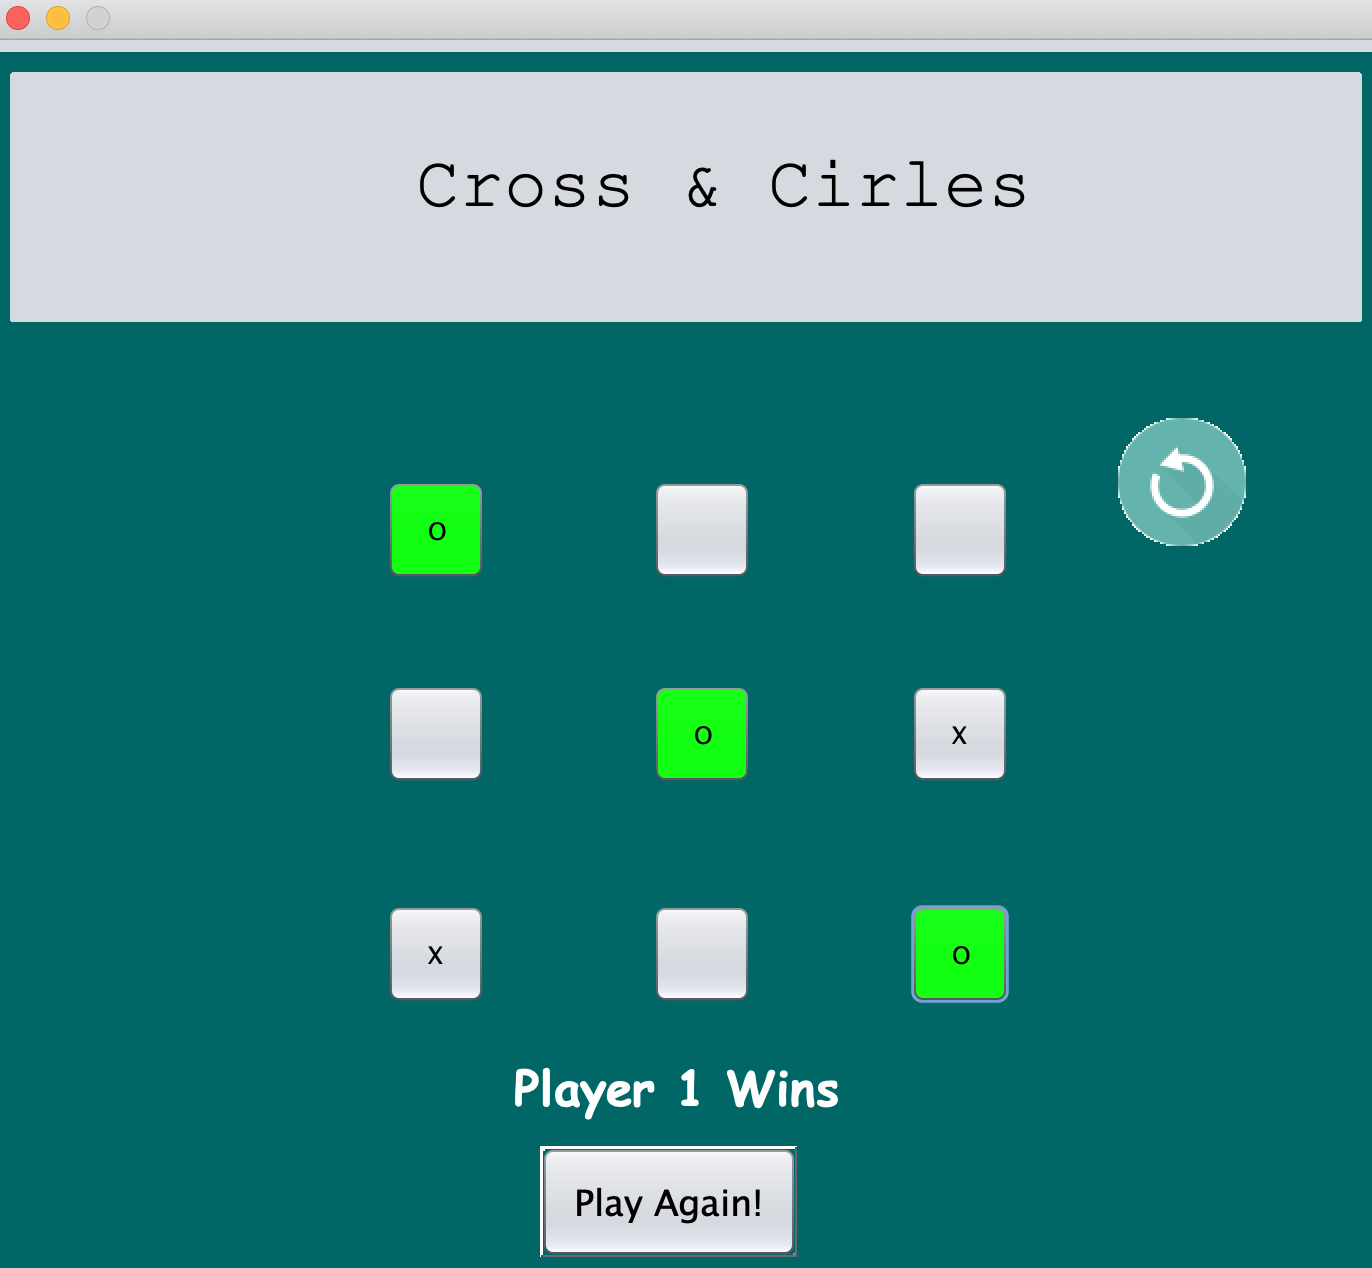 Cross & Cirles
o
o x
x o
Player 1 Wins
Play Again!